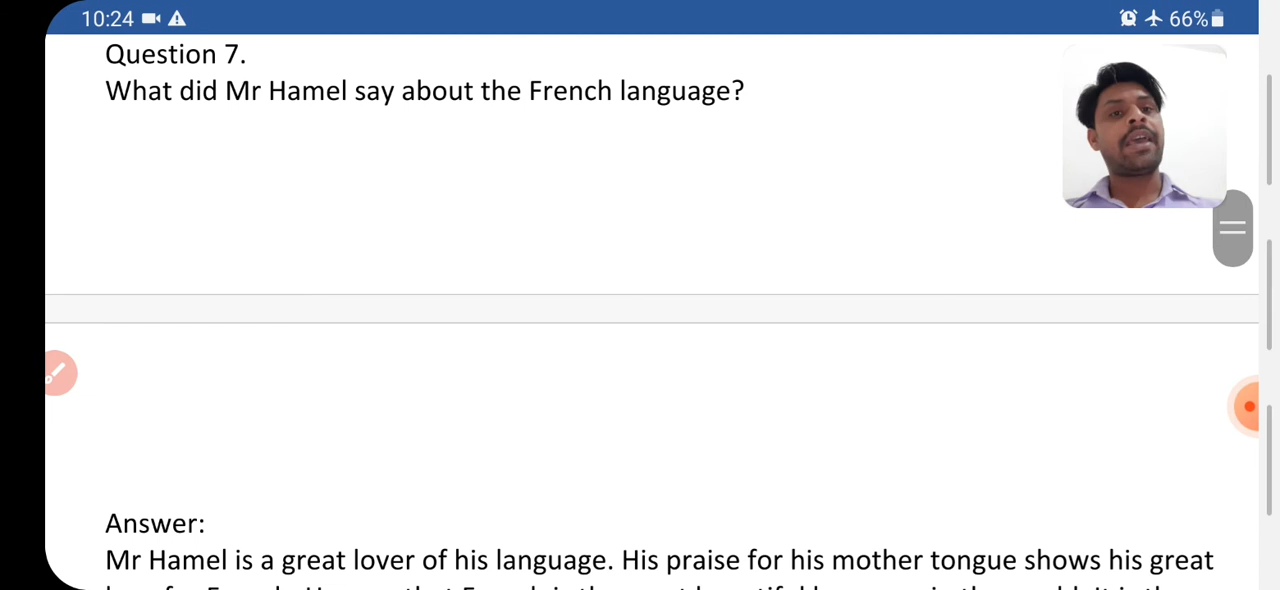 10:24 66%
Question 7.
What did Mr Hamel say about the French language?
Answer:
Mr Hamel is a great lover of his language. His praise for his mother tongue shows his great